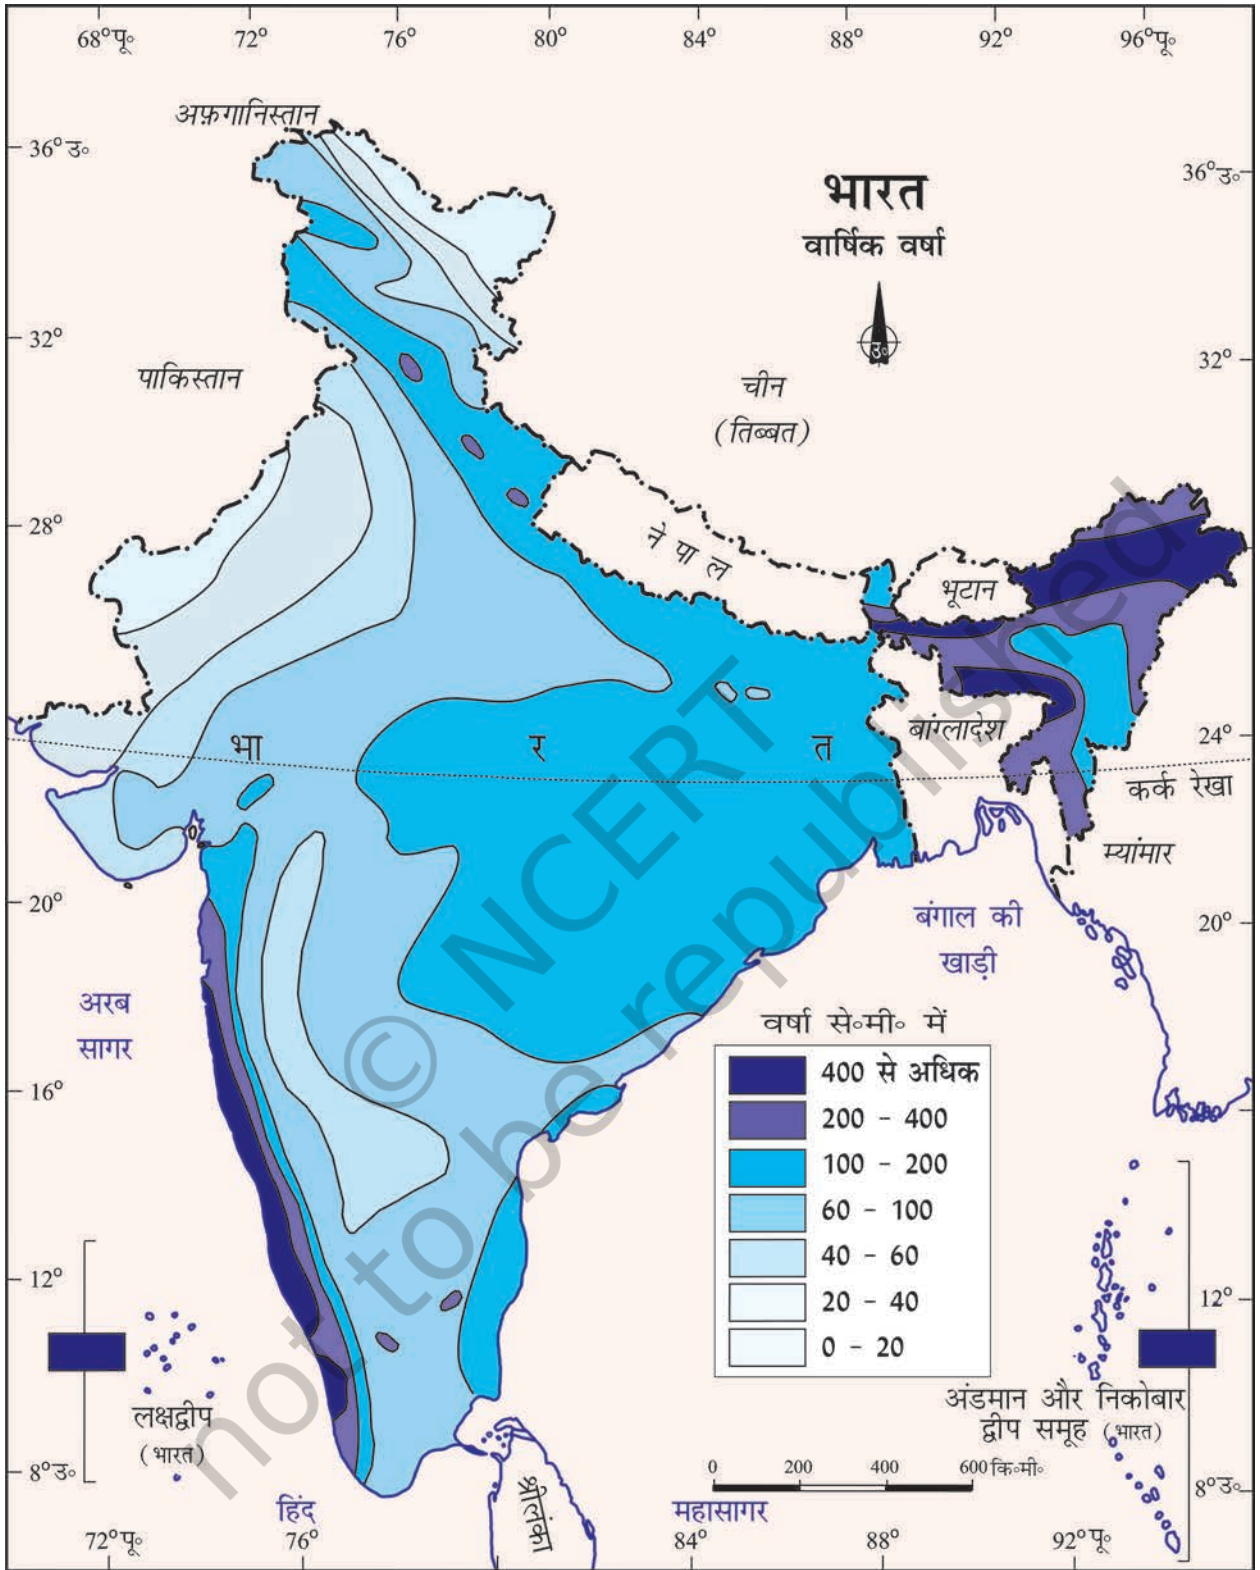 68°पू॰ 72° 76° 80° 84° 88° 92° 96°पू॰
अफ़गानिस्तान
36°उ॰
36°उ॰
भारत
वार्षिक वर्षा
उ॰
32°
32°
पाकिस्तान
चीन
(तिब्बत)
28°
28°
नेपाल
भूटान
बांग्लादेश
भा र त
24°
कर्क रेखा
म्यांमार
20°
20°
बंगाल की
खाड़ी
अरब
सागर
वर्षा से॰मी॰ में
400 से अधिक
200 - 400
100 - 200
60 - 100
40 - 60
20 - 40
0 - 20
16°
12°
12°
लक्षद्वीप
(भारत)
अंडमान और निकोबार
द्वीप समूह (भारत)
0 200 400 600 कि॰मी॰
8°उ॰
8°उ॰
हिंद
श्रीलंका
महासागर
72°पू॰ 76° 84° 88° 92°पू॰
© NCERT
not to be republished